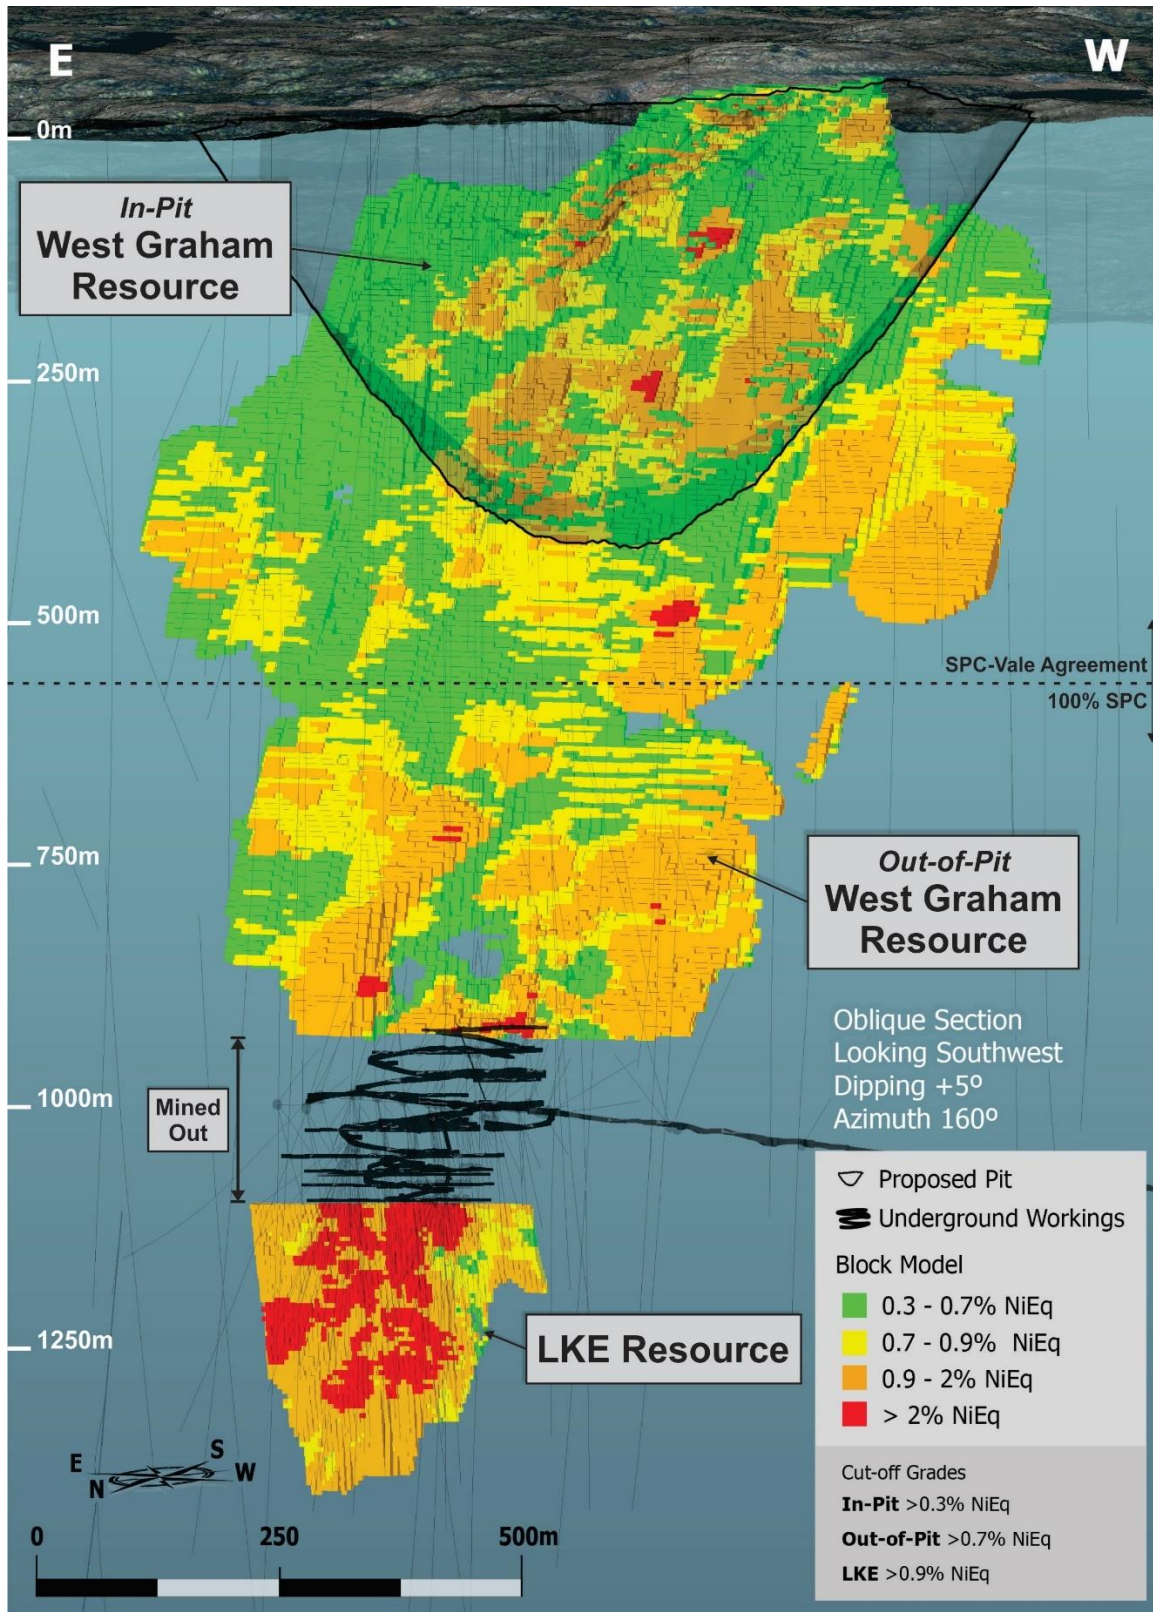 E
W
0m
In-Pit
West Graham
Resource
250m
500m
SPC-Vale Agreement
100% SPC
750m
Out-of-Pit
West Graham
Resource
Oblique Section
Looking Southwest
Dipping +5º
Azimuth 160º
1000m
Mined
Out
Proposed Pit
Underground Workings
Block Model
0.3 - 0.7% NiEq
0.7 - 0.9% NiEq
0.9 - 2% NiEq
> 2% NiEq
1250m
LKE Resource
Cut-off Grades
In-Pit >0.3% NiEq
Out-of-Pit >0.7% NiEq
LKE >0.9% NiEq
E
S
N
W
0
250
500m